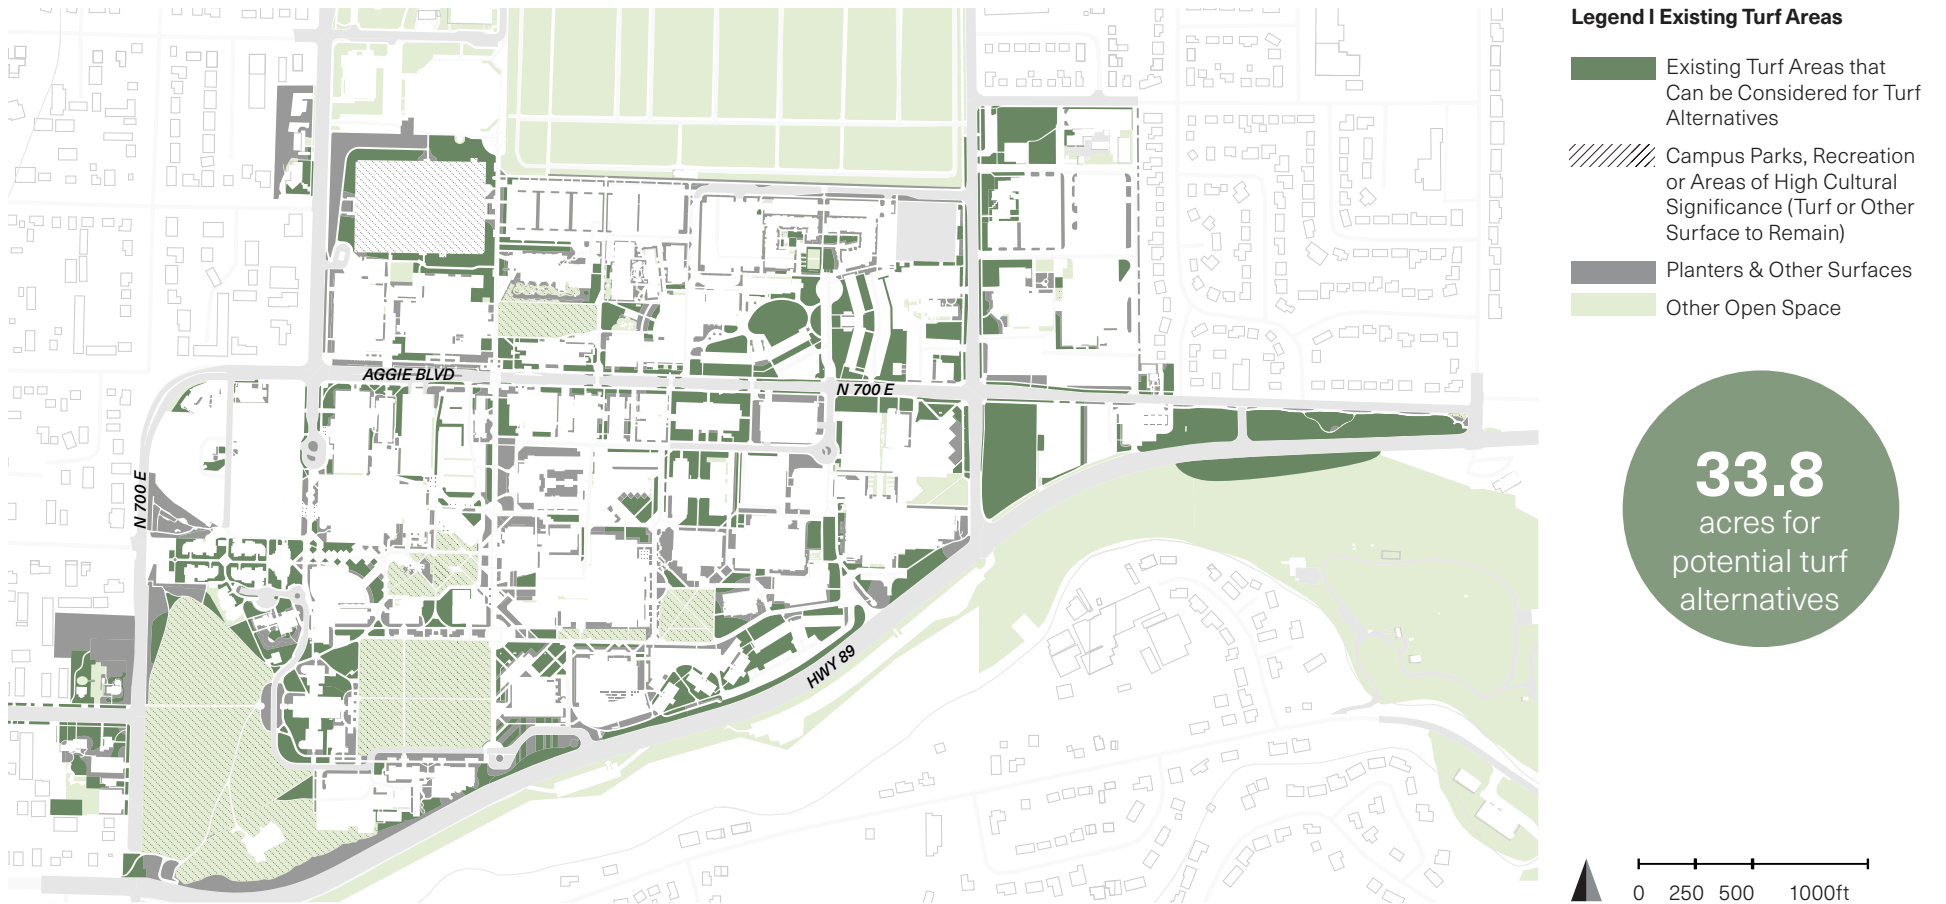 Legend I Existing Turf Areas
Existing Turf Areas that
Can be Considered for Turf
Alternatives
Campus Parks, Recreation
or Areas of High Cultural
Significance (Turf or Other
Surface to Remain)
Planters & Other Surfaces
Other Open Space
AGGIE BLVD
N 700 E
N 700 E
HWY 89
33.8
acres for
potential turf
alternatives
0 250 500 1000ft